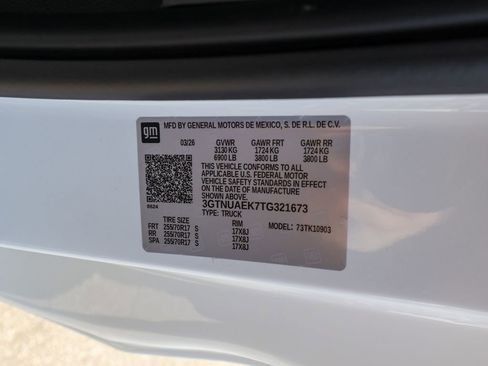 gm
MFD BY GENERAL MOTORS DE MEXICO, S. DE R.L. DE C.V.
03/26 GVWR GAWR FRT GAWR RR
3130 KG 1724 KG 1724 KG
6900 LB 3800 LB 3800 LB
THIS VEHICLE CONFORMS TO ALL
APPLICABLE U.S. FEDERAL MOTOR
VEHICLE SAFETY STANDARDS IN
EFFECT ON THE DATE OF
MANUFACTURE SHOWN ABOVE.
3GTNUAEK7TG321673
TYPE: TRUCK
TIRE SIZE RIM MODEL: 73TK10903
FRT 255/70R17 S 17X8J
RR 255/70R17 S 17X8J
SPA 255/70R17 S 17X8J